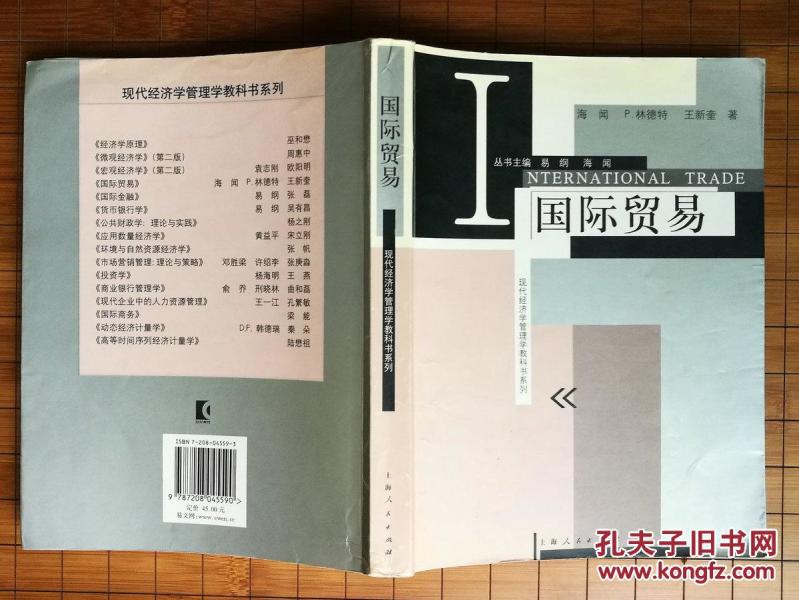 现代经济学管理学教科书系列
《经济学原理》 巫和懋
《微观经济学》(第二版) 周惠中
《宏观经济学》(第二版) 袁志刚 欧阳明
《国际贸易》 海 闻 P.林德特 王新奎
《国际金融》 易 纲 张 磊
《货币银行学》 易 纲 吴有昌
《公共财政学:理论与实践》 杨之刚
《应用数量经济学》 黄益平 宋立刚
《环境与自然资源经济学》 张 帆
《市场营销管理:理论与策略》 邓胜梁 许绍李 张庚淼
《投资学》 杨海明 王 燕
《商业银行管理学》 俞 乔 邢晓林 曲和磊
《现代企业中的人力资源管理》 王一江 孔繁敏
《国际商务》 梁 能
《动态经济计量学》 D.F. 韩德瑞 秦 朵
《高等时间序列经济计量学》 陆懋祖
ISBN 7-208-04559-3
9 787208 045590 >
定价 45.00 元
易文网:www.ewen.cc
国际贸易
现代经济学管理学教科书系列
上海人民出版社
I
海 闻 P.林德特 王新奎 著
丛书主编 易 纲 海 闻
INTERNATIONAL TRADE
国际贸易
现代经济学管理学教科书系列
«
上海人民出
孔夫子旧书网
www.kongfz.com